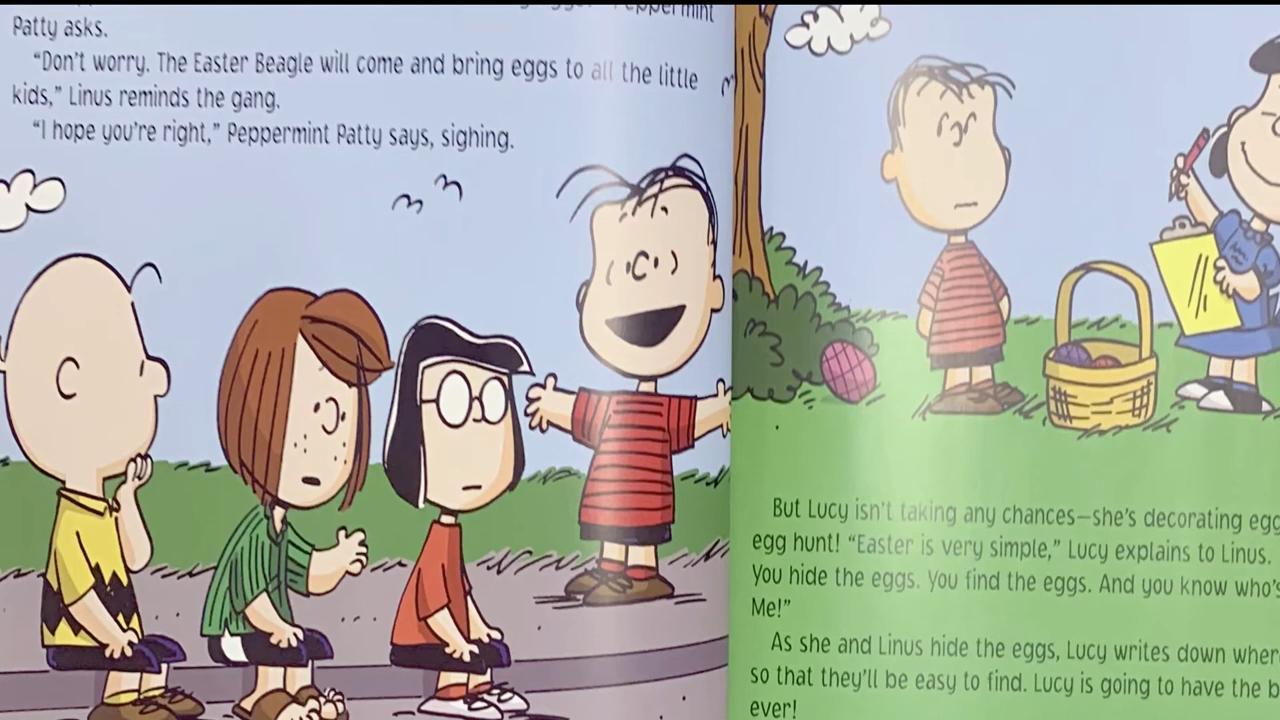 Peppermint
Patty asks.
“Don’t worry. The Easter Beagle will come and bring eggs to all the little
kids,” Linus reminds the gang.
“I hope you’re right,” Peppermint Patty says, sighing.
But Lucy isn’t taking any chances—she’s decorating
egg hunt! “Easter is very simple,” Lucy explains to Linus.
You hide the eggs. You find the eggs. And you know who’s
Me!”
As she and Linus hide the eggs, Lucy writes down
so that they’ll be easy to find. Lucy is going to have the
ever!